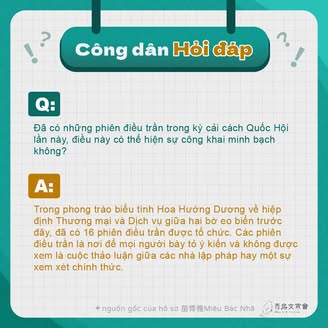 Công dân Hỏi đáp
Q:
Đã có những phiên điều trần trong kỳ cải cách Quốc Hội
lần này, điều này có thể hiện sự công khai minh bạch
không?
A:
Trong phong trào biểu tình Hoa Hướng Dương về hiệp
định Thương mại và Dịch vụ giữa hai bờ eo biển trước
đây, đã có 16 phiên điều trần được tổ chức. Các phiên
điều trần là nơi để mọi người bày tỏ ý kiến và không được
xem là cuộc thảo luận giữa các nhà lập pháp hay một sự
xem xét chính thức.
nguồn gốc của hồ sơ 苗博雅Miêu Bác Nhã